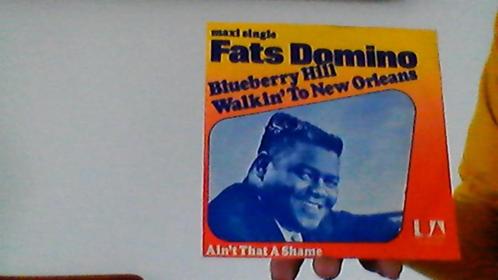 maxi single
Fats Domino
Blueberry Hill
Walkin' To New Orleans
Ain't That A Shame
UA